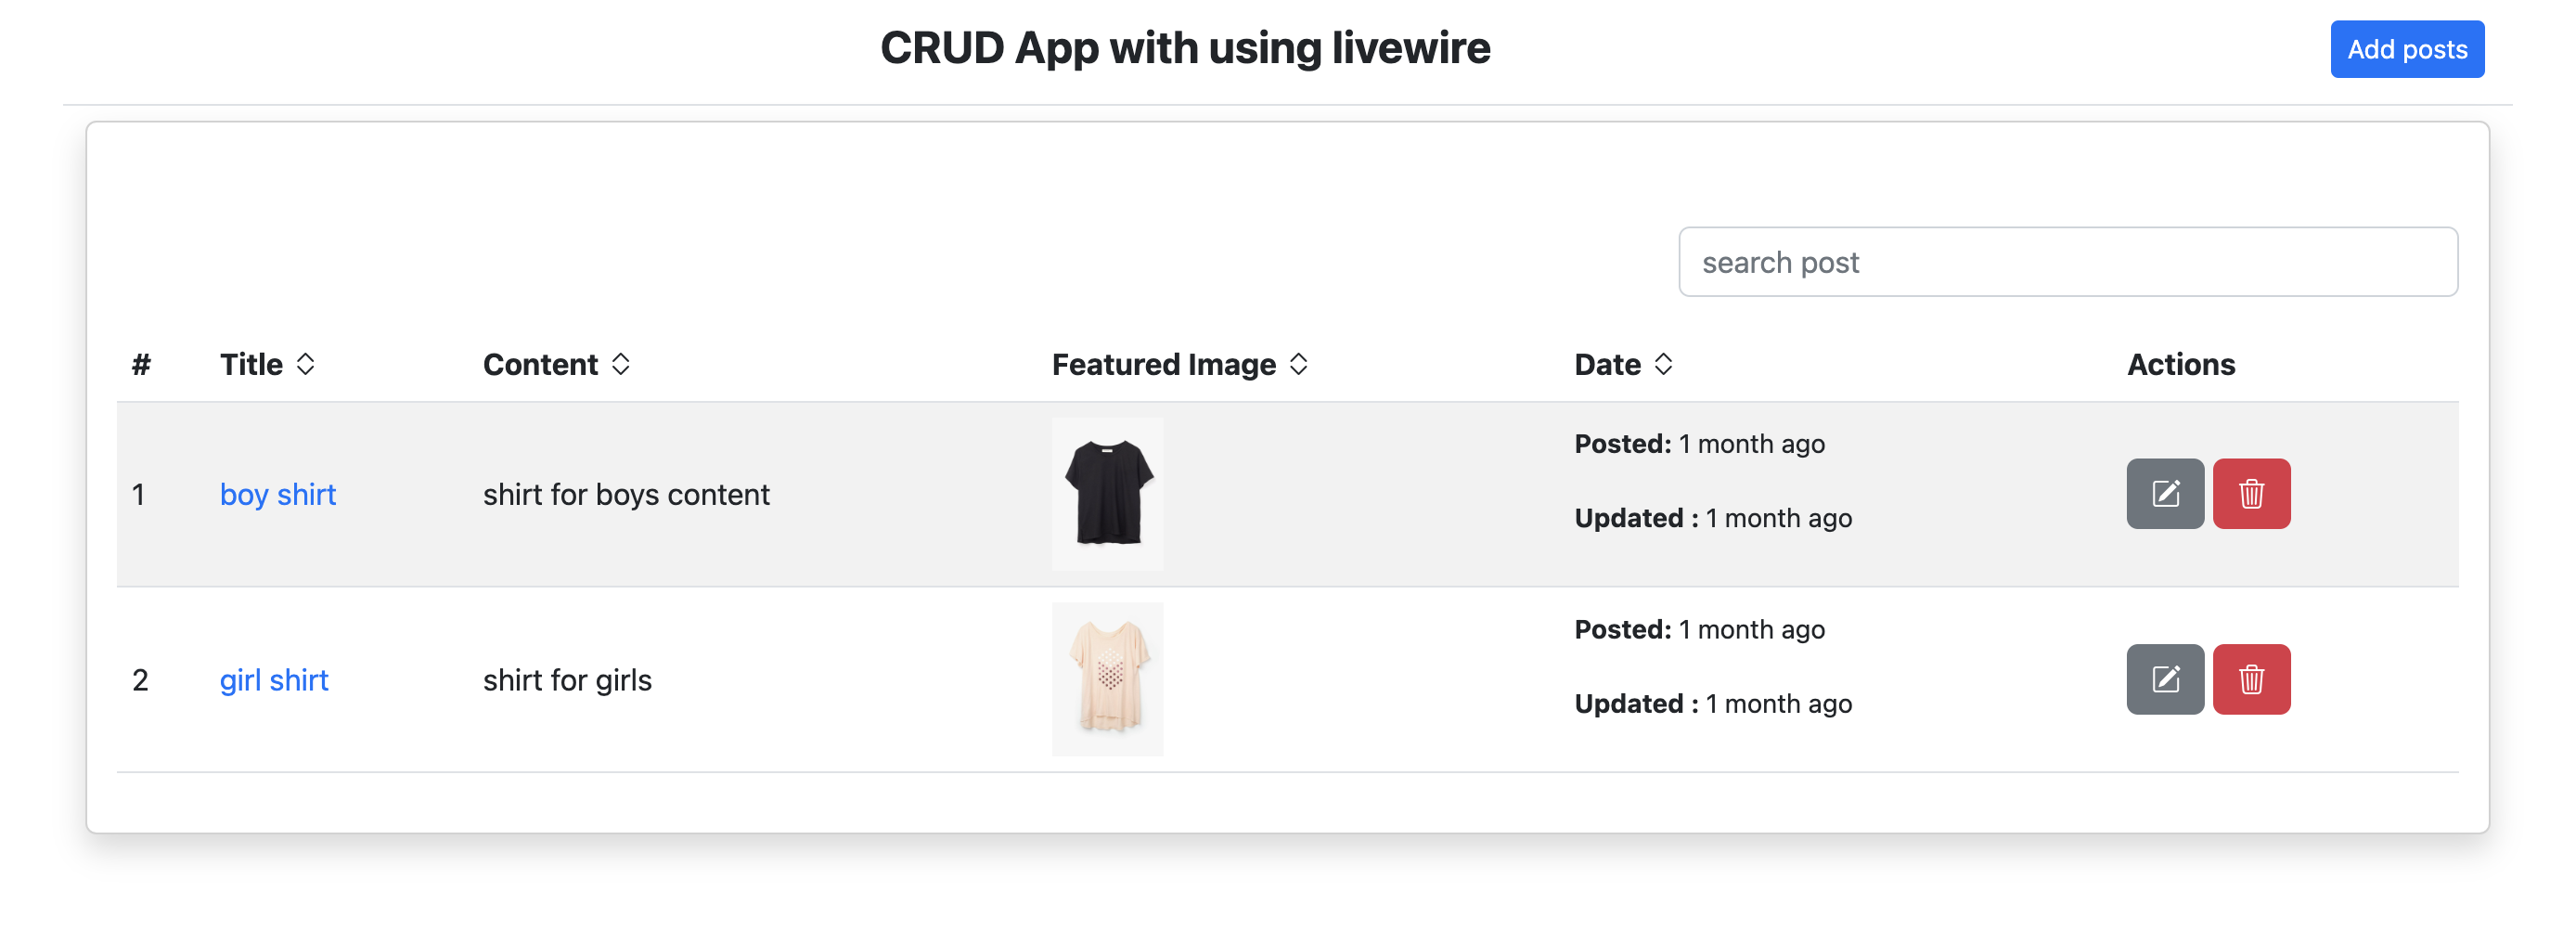 CRUD App with using livewire
Add posts
search post
# Title Content Featured Image Date Actions
1 boy shirt shirt for boys content
Posted: 1 month ago
Updated : 1 month ago
2 girl shirt shirt for girls
Posted: 1 month ago
Updated : 1 month ago